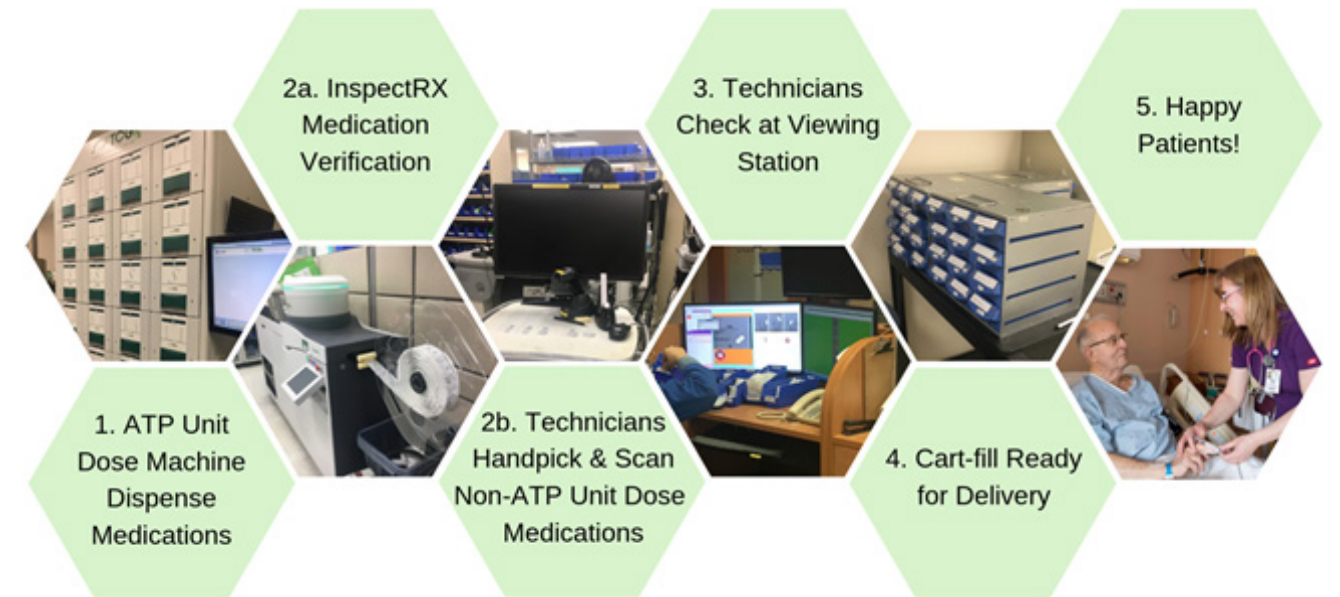 1. ATP Unit
Dose Machine
Dispense
Medications
2a. InspectRX
Medication
Verification
2b. Technicians
Handpick & Scan
Non-ATP Unit Dose
Medications
3. Technicians
Check at Viewing
Station
4. Cart-fill Ready
for Delivery
5. Happy
Patients!